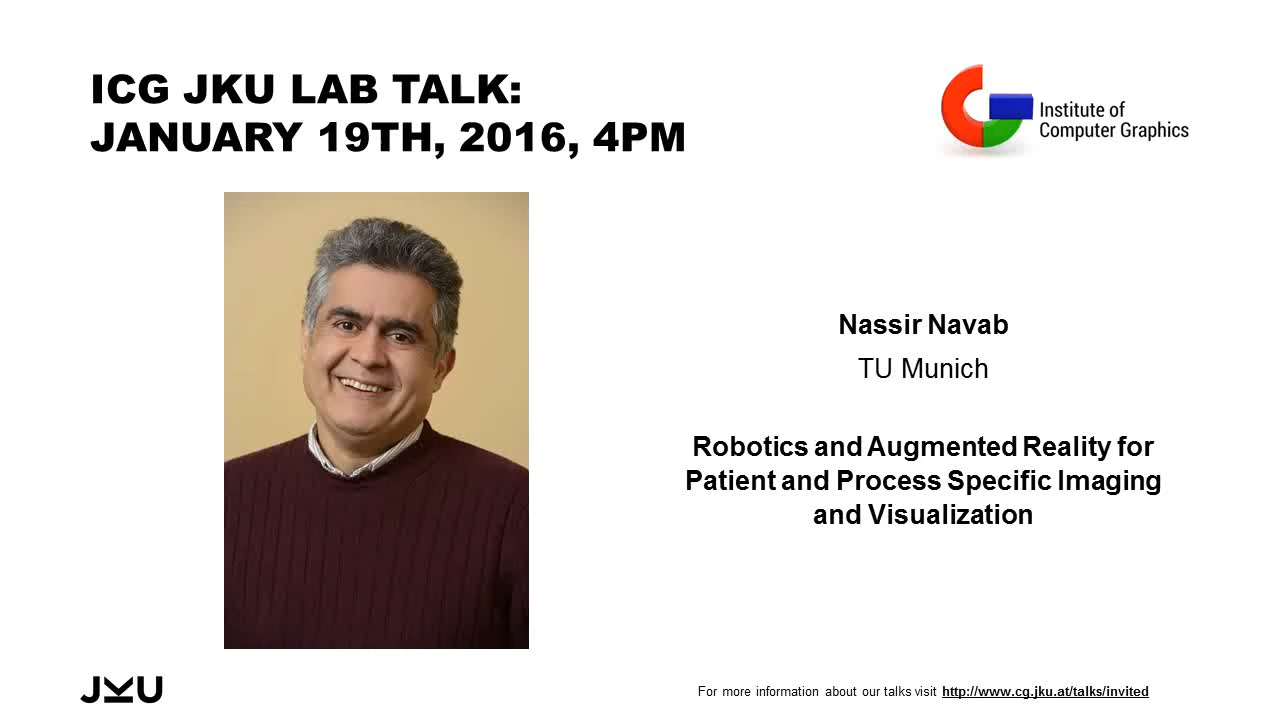 ICG JKU LAB TALK:
JANUARY 19TH, 2016, 4PM
Institute of
Computer Graphics
Nassir Navab
TU Munich
Robotics and Augmented Reality for
Patient and Process Specific Imaging
and Visualization
JKU
For more information about our talks visit http://www.cg.jku.at/talks/invited